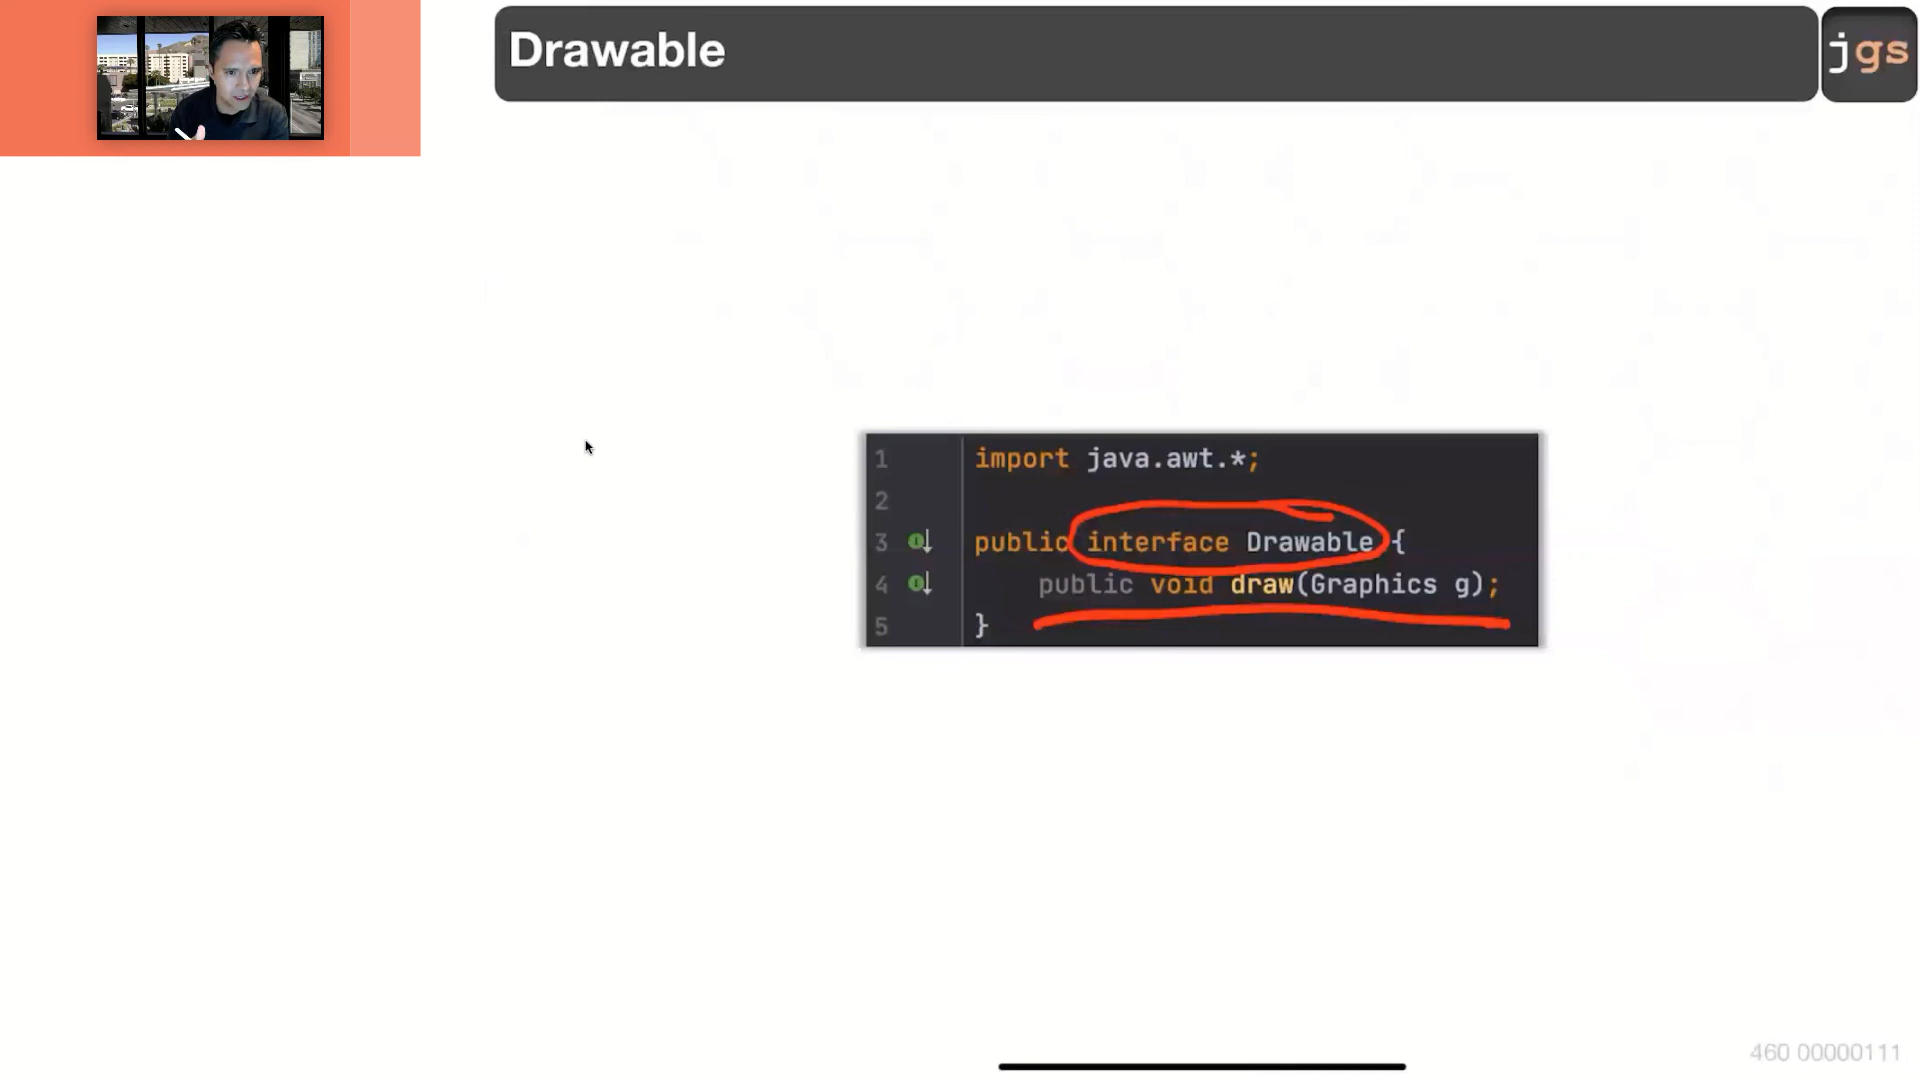 Drawable
jgs
1 import java.awt.*;
2
3 public interface Drawable {
4 public void draw(Graphics g);
5 }
460 00000111